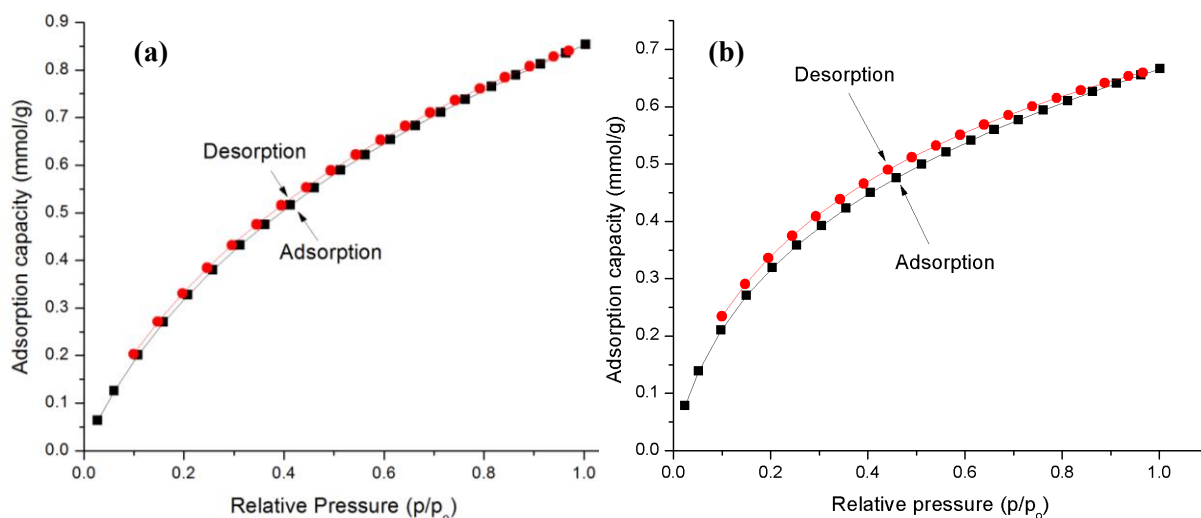 (a)
Adsorption capacity (mmol/g)
0.9
0.8
0.7
0.6
0.5
0.4
0.3
0.2
0.1
0.0
Desorption
Adsorption
0.0 0.2 0.4 0.6 0.8 1.0
Relative Pressure (p/pₒ)
(b)
Adsorption capacity (mmol/g)
0.7
0.6
0.5
0.4
0.3
0.2
0.1
0.0
Desorption
Adsorption
0.0 0.2 0.4 0.6 0.8 1.0
Relative pressure (p/pₒ)